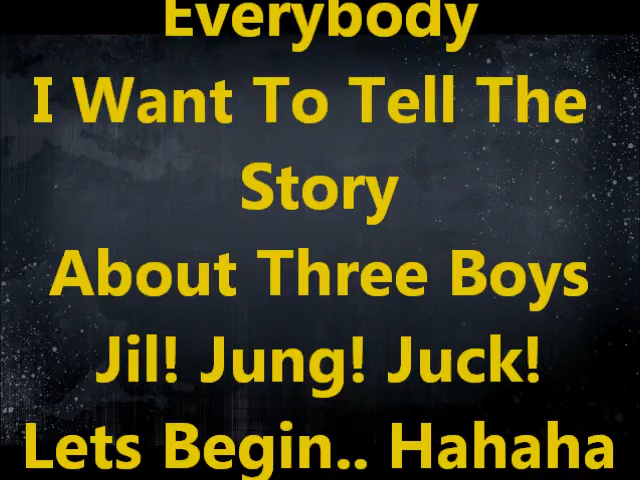 Everybody
I Want To Tell The
Story
About Three Boys
Jil! Jung! Juck!
Lets Begin.. Hahaha